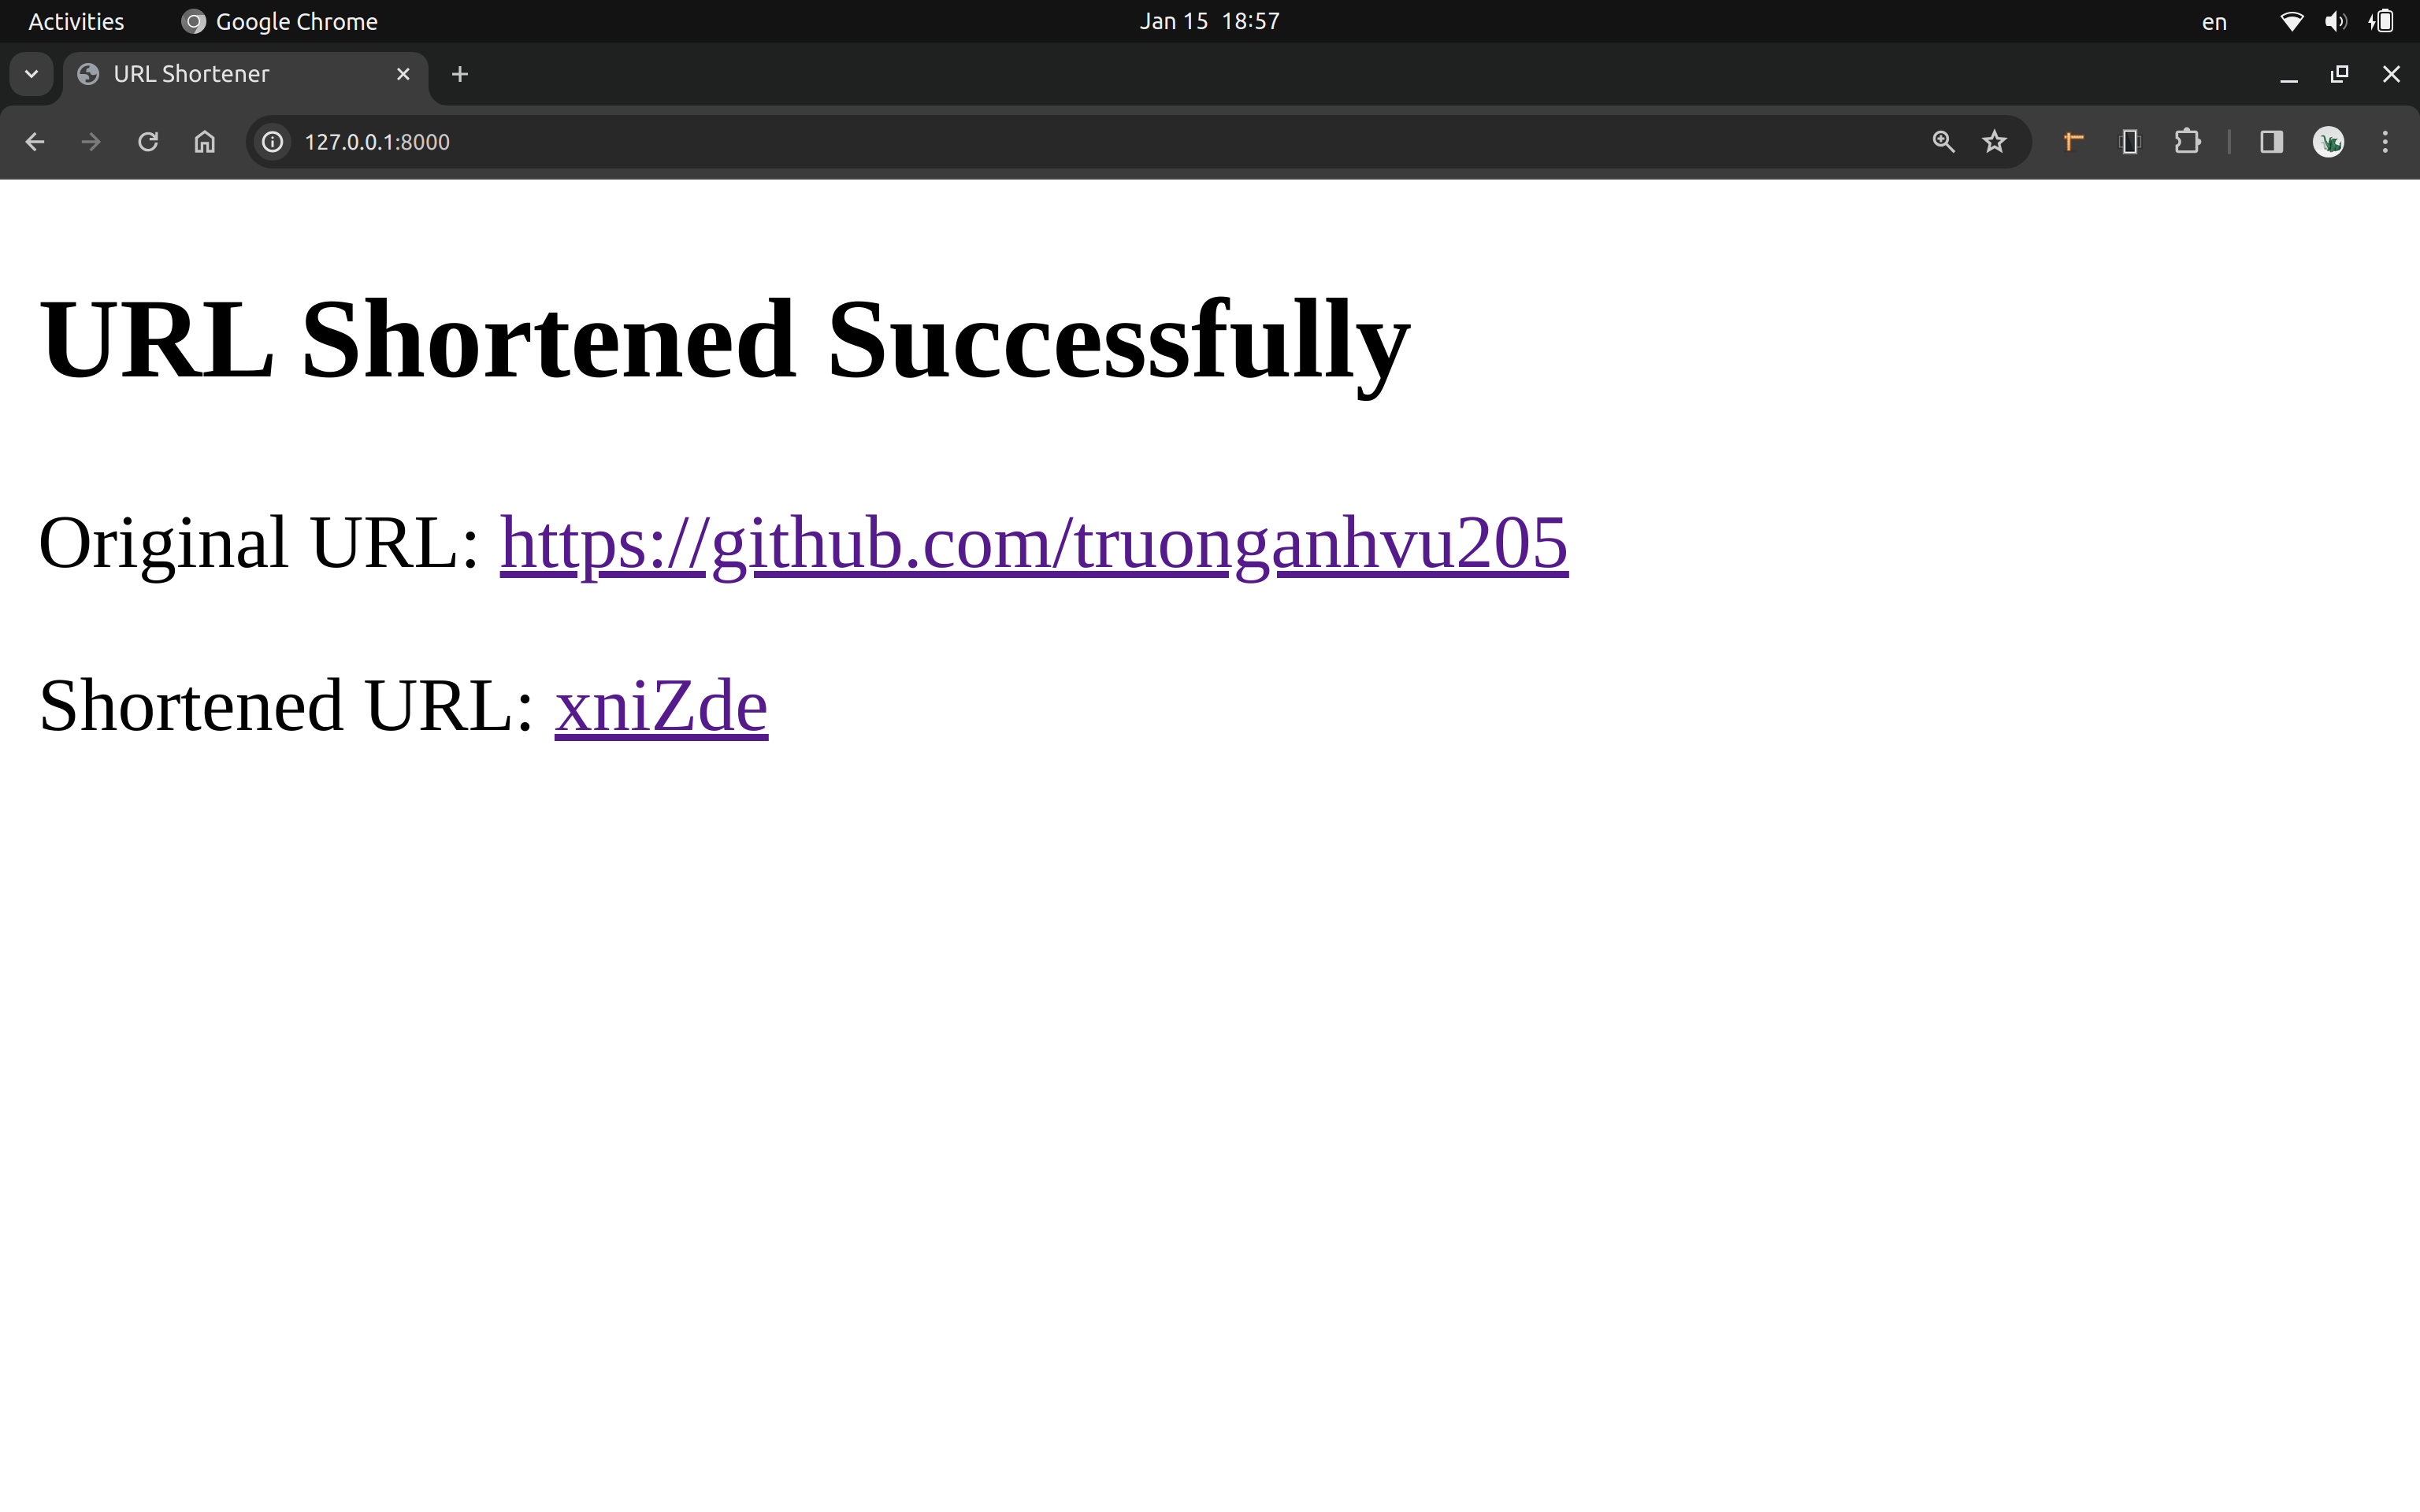 Activities Google Chrome Jan 15 18:57 en
URL Shortener
127.0.0.1:8000
URL Shortened Successfully
Original URL: https://github.com/truonganhvu205
Shortened URL: xniZde